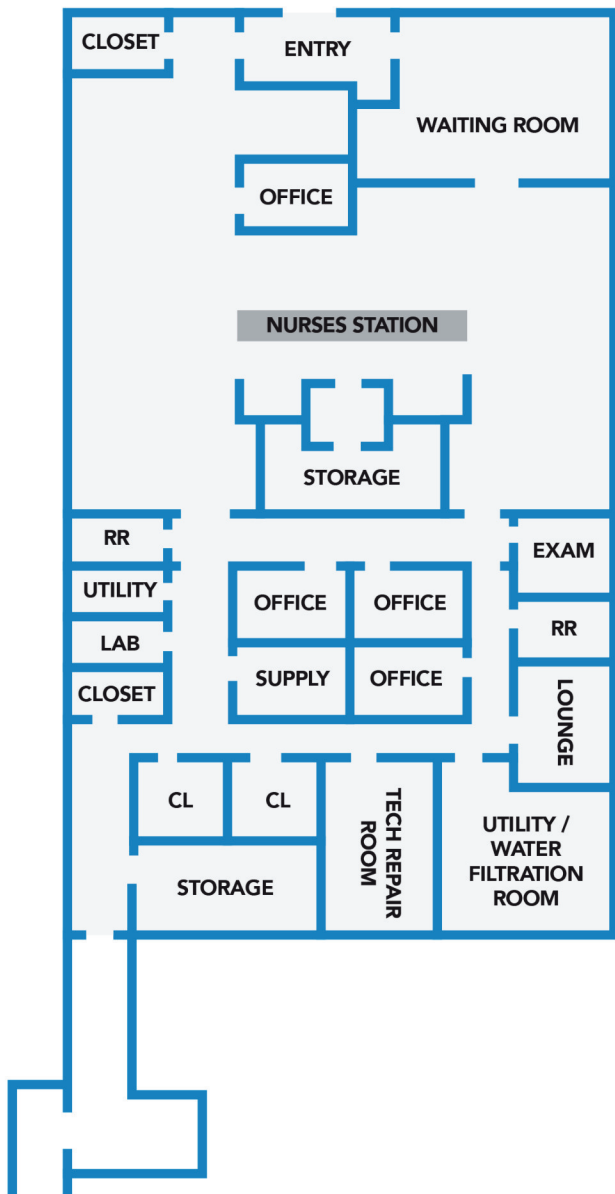 CLOSET
ENTRY
WAITING ROOM
OFFICE
NURSES STATION
STORAGE
RR
EXAM
UTILITY
OFFICE
OFFICE
LAB
RR
SUPPLY
OFFICE
CLOSET
LOUNGE
CL
CL
TECH REPAIR
ROOM
UTILITY /
WATER
FILTRATION
ROOM
STORAGE